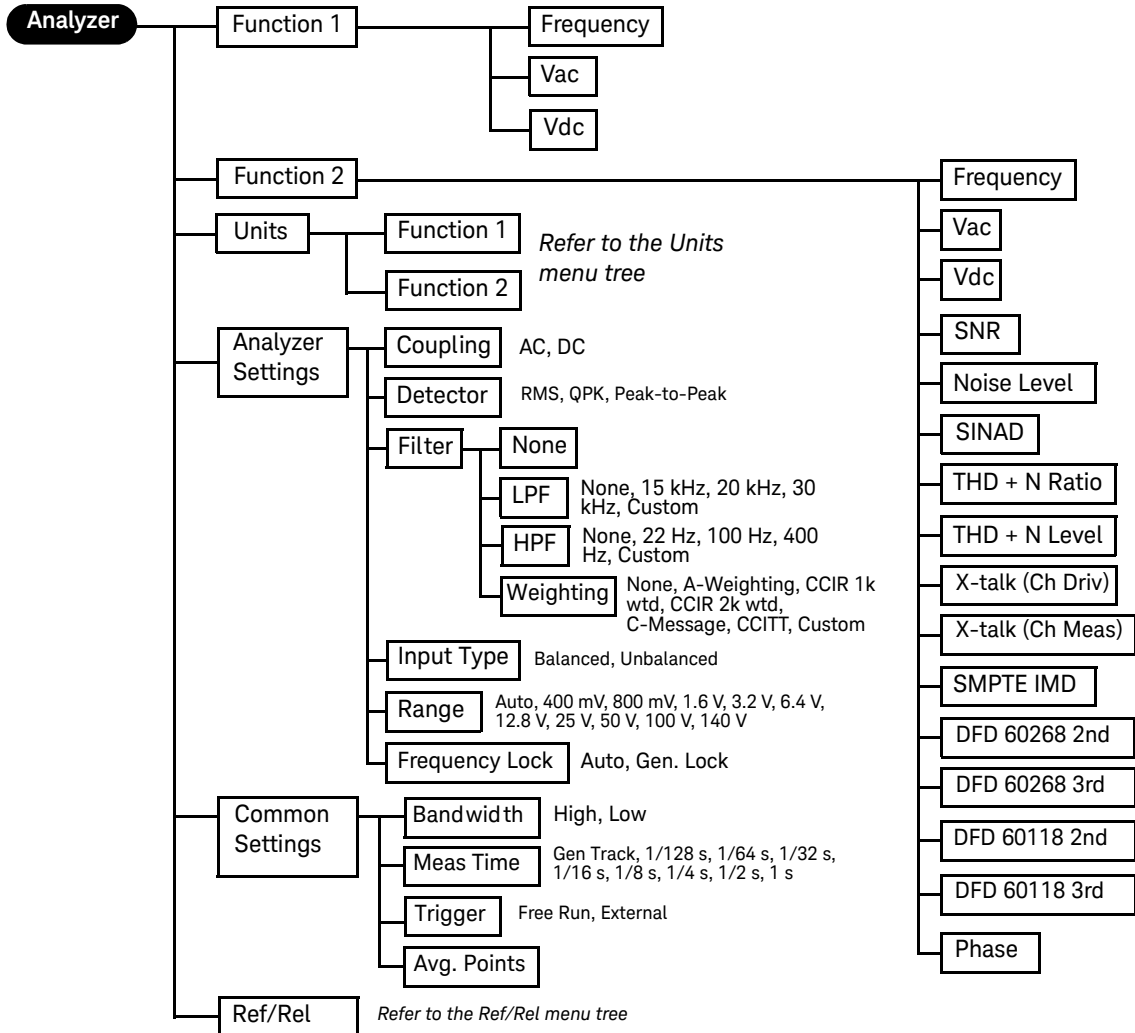 Analyzer
Function 1
Frequency
Vac
Vdc
Function 2
Frequency
Vac
Vdc
SNR
Noise Level
SINAD
THD + N Ratio
THD + N Level
X-talk (Ch Driv)
X-talk (Ch Meas)
SMPTE IMD
DFD 60268 2nd
DFD 60268 3rd
DFD 60118 2nd
DFD 60118 3rd
Phase
Units
Function 1
Function 2
Refer to the Units
menu tree
Analyzer
Settings
Coupling
AC, DC
Detector
RMS, QPK, Peak-to-Peak
Filter
None
LPF
None, 15 kHz, 20 kHz, 30
kHz, Custom
HPF
None, 22 Hz, 100 Hz, 400
Hz, Custom
Weighting
None, A-Weighting, CCIR 1k
wtd, CCIR 2k wtd,
C-Message, CCITT, Custom
Input Type
Balanced, Unbalanced
Range
Auto, 400 mV, 800 mV, 1.6 V, 3.2 V, 6.4 V,
12.8 V, 25 V, 50 V, 100 V, 140 V
Frequency Lock
Auto, Gen. Lock
Common
Settings
Bandwidth
High, Low
Meas Time
Gen Track, 1/128 s, 1/64 s, 1/32 s,
1/16 s, 1/8 s, 1/4 s, 1/2 s, 1 s
Trigger
Free Run, External
Avg. Points
Ref/Rel
Refer to the Ref/Rel menu tree